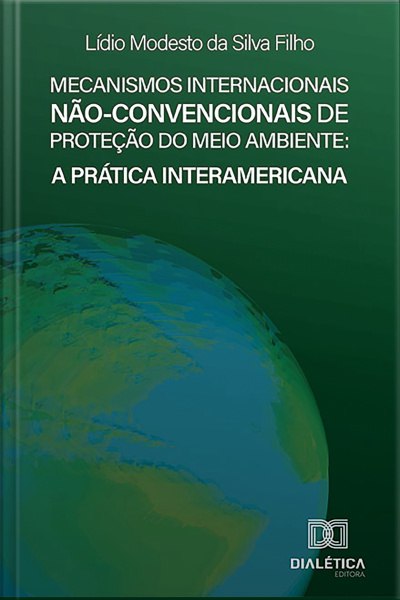 Lídio Modesto da Silva Filho
MECANISMOS INTERNACIONAIS
NÃO-CONVENCIONAIS DE
PROTEÇÃO DO MEIO AMBIENTE:
A PRÁTICA INTERAMERICANA
DIALÉTICA
EDITORA